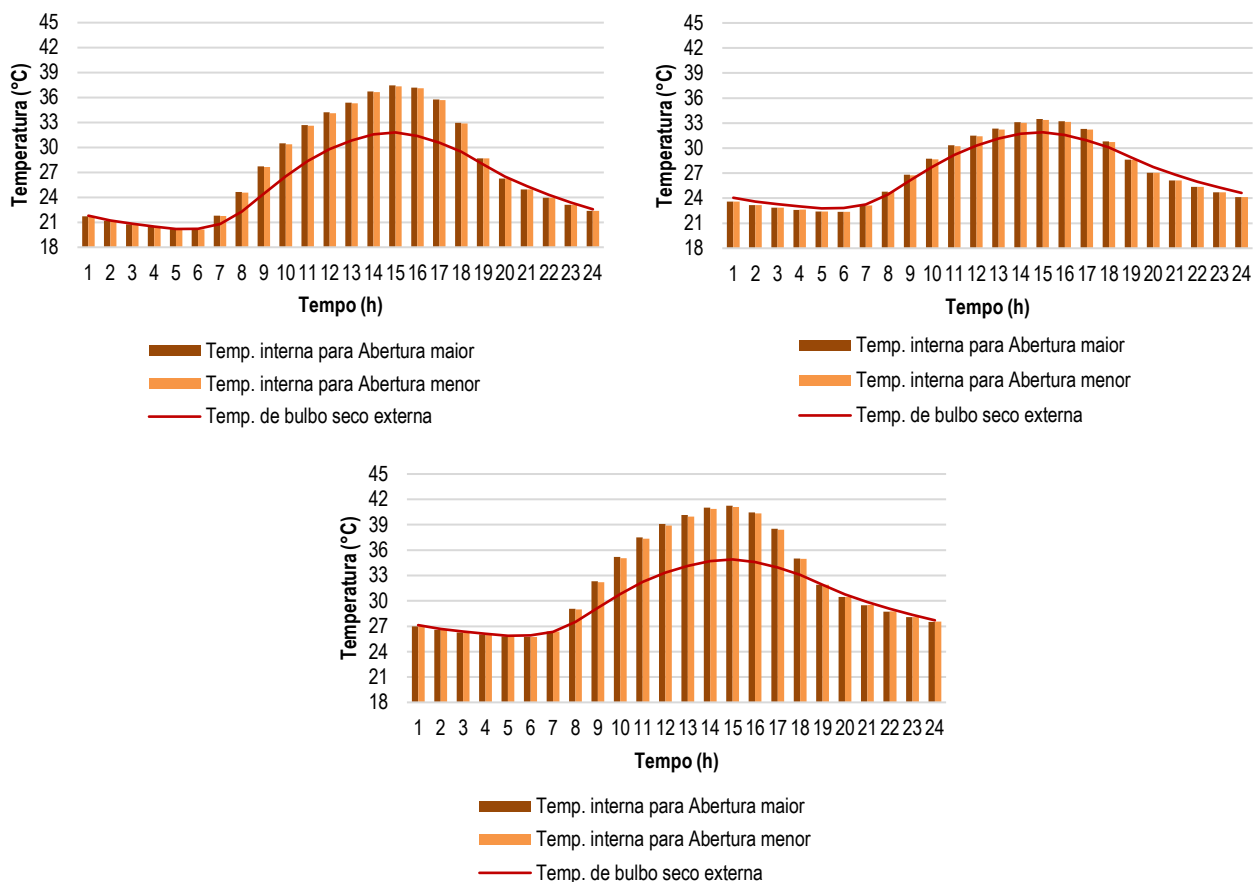 45
42
39
36
33
30
27
24
21
18
Temperatura (°C)
1 2 3 4 5 6 7 8 9 10 11 12 13 14 15 16 17 18 19 20 21 22 23 24
Tempo (h)
Temp. interna para Abertura maior
Temp. interna para Abertura menor
Temp. de bulbo seco externa
45
42
39
36
33
30
27
24
21
18
Temperatura (°C)
1 2 3 4 5 6 7 8 9 10 11 12 13 14 15 16 17 18 19 20 21 22 23 24
Tempo (h)
Temp. interna para Abertura maior
Temp. interna para Abertura menor
Temp. de bulbo seco externa
45
42
39
36
33
30
27
24
21
18
Temperatura (°C)
1 2 3 4 5 6 7 8 9 10 11 12 13 14 15 16 17 18 19 20 21 22 23 24
Tempo (h)
Temp. interna para Abertura maior
Temp. interna para Abertura menor
Temp. de bulbo seco externa